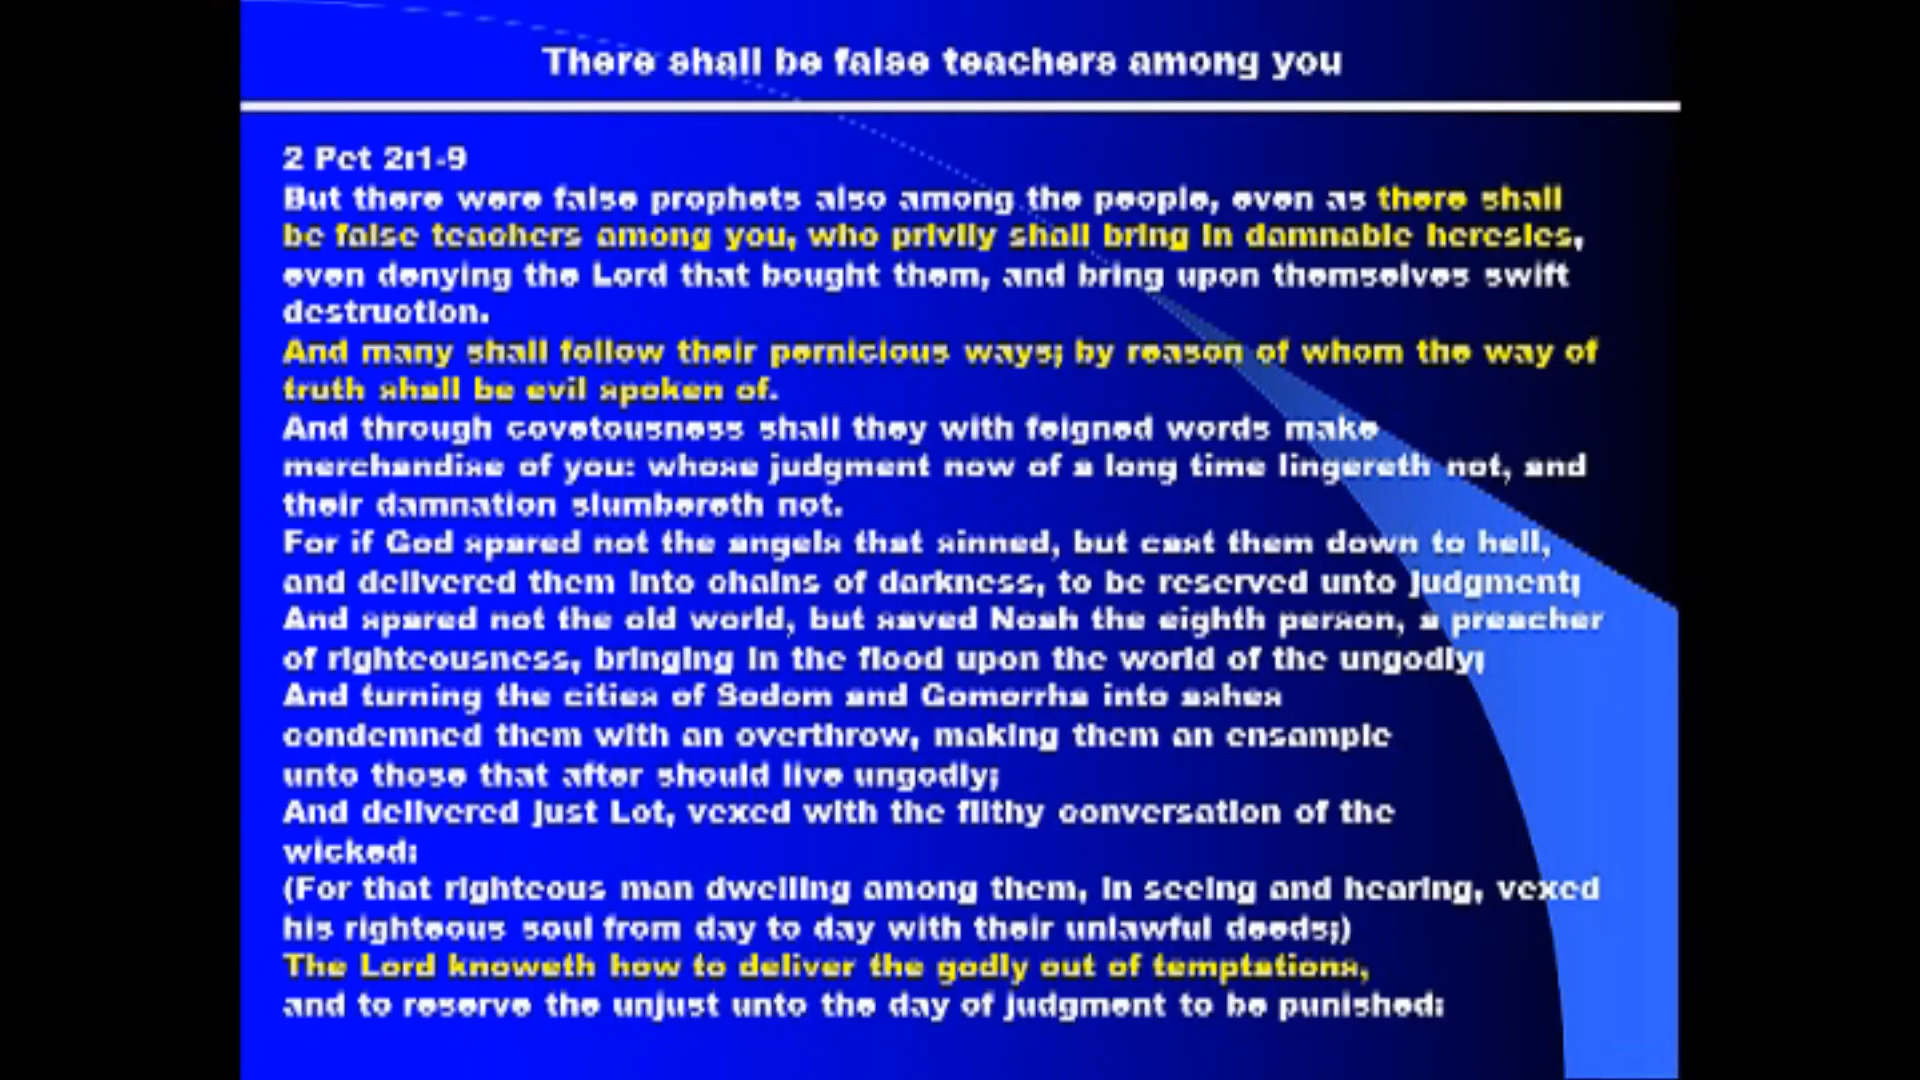 There shall be false teachers among you
2 Pet 2:1-9
But there were false prophets also among the people, even as there shall
be false teachers among you, who privily shall bring in damnable heresies,
even denying the Lord that bought them, and bring upon themselves swift
destruction.
And many shall follow their pernicious ways; by reason of whom the way of
truth shall be evil spoken of.
And through covetousness shall they with feigned words make
merchandise of you: whose judgment now of a long time lingereth not, and
their damnation slumbereth not.
For if God spared not the angels that sinned, but cast them down to hell,
and delivered them into chains of darkness, to be reserved unto judgment;
And spared not the old world, but saved Noah the eighth person, a preacher
of righteousness, bringing in the flood upon the world of the ungodly;
And turning the cities of Sodom and Gomorrha into ashes
condemned them with an overthrow, making them an ensample
unto those that after should live ungodly;
And delivered just Lot, vexed with the filthy conversation of the
wicked:
(For that righteous man dwelling among them, in seeing and hearing, vexed
his righteous soul from day to day with their unlawful deeds;)
The Lord knoweth how to deliver the godly out of temptations,
and to reserve the unjust unto the day of judgment to be punished: